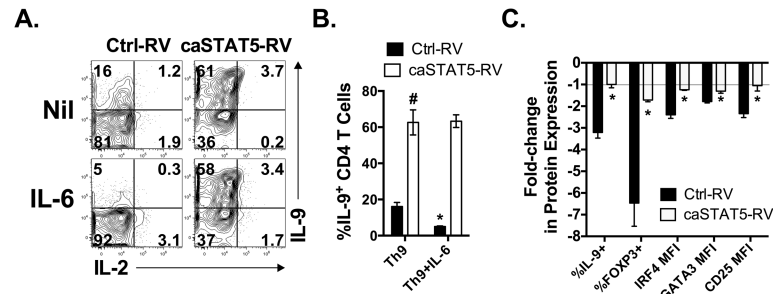 A.
Ctrl-RV caSTAT5-RV
Nil
16 1.2
81 1.9
61 3.7
36 0.2
IL-6
5 0.3
92 3.1
58 3.4
37 1.7
IL-2
IL-9
B.
Ctrl-RV
caSTAT5-RV
%IL-9+ CD4 T Cells
80
60
40
20
0
#
*
Th9
Th9+IL-6
C.
Fold-change
in Protein Expression
0
-1
-2
-3
-4
-5
-6
-7
-8
* * * * *
Ctrl-RV
caSTAT5-RV
%IL-9+
%FOXP3+
IRF4 MFI
GATA3 MFI
CD25 MFI